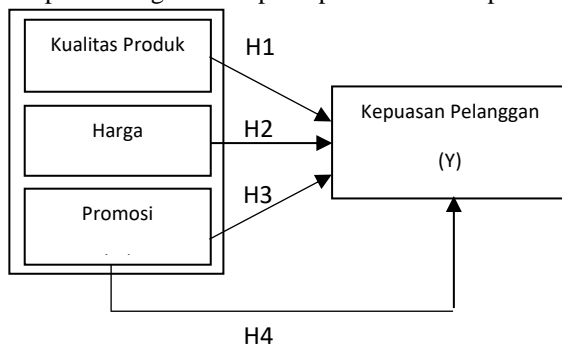 Kualitas Produk
H1
Harga
H2
Kepuasan Pelanggan
(Y)
Promosi
H3
H4